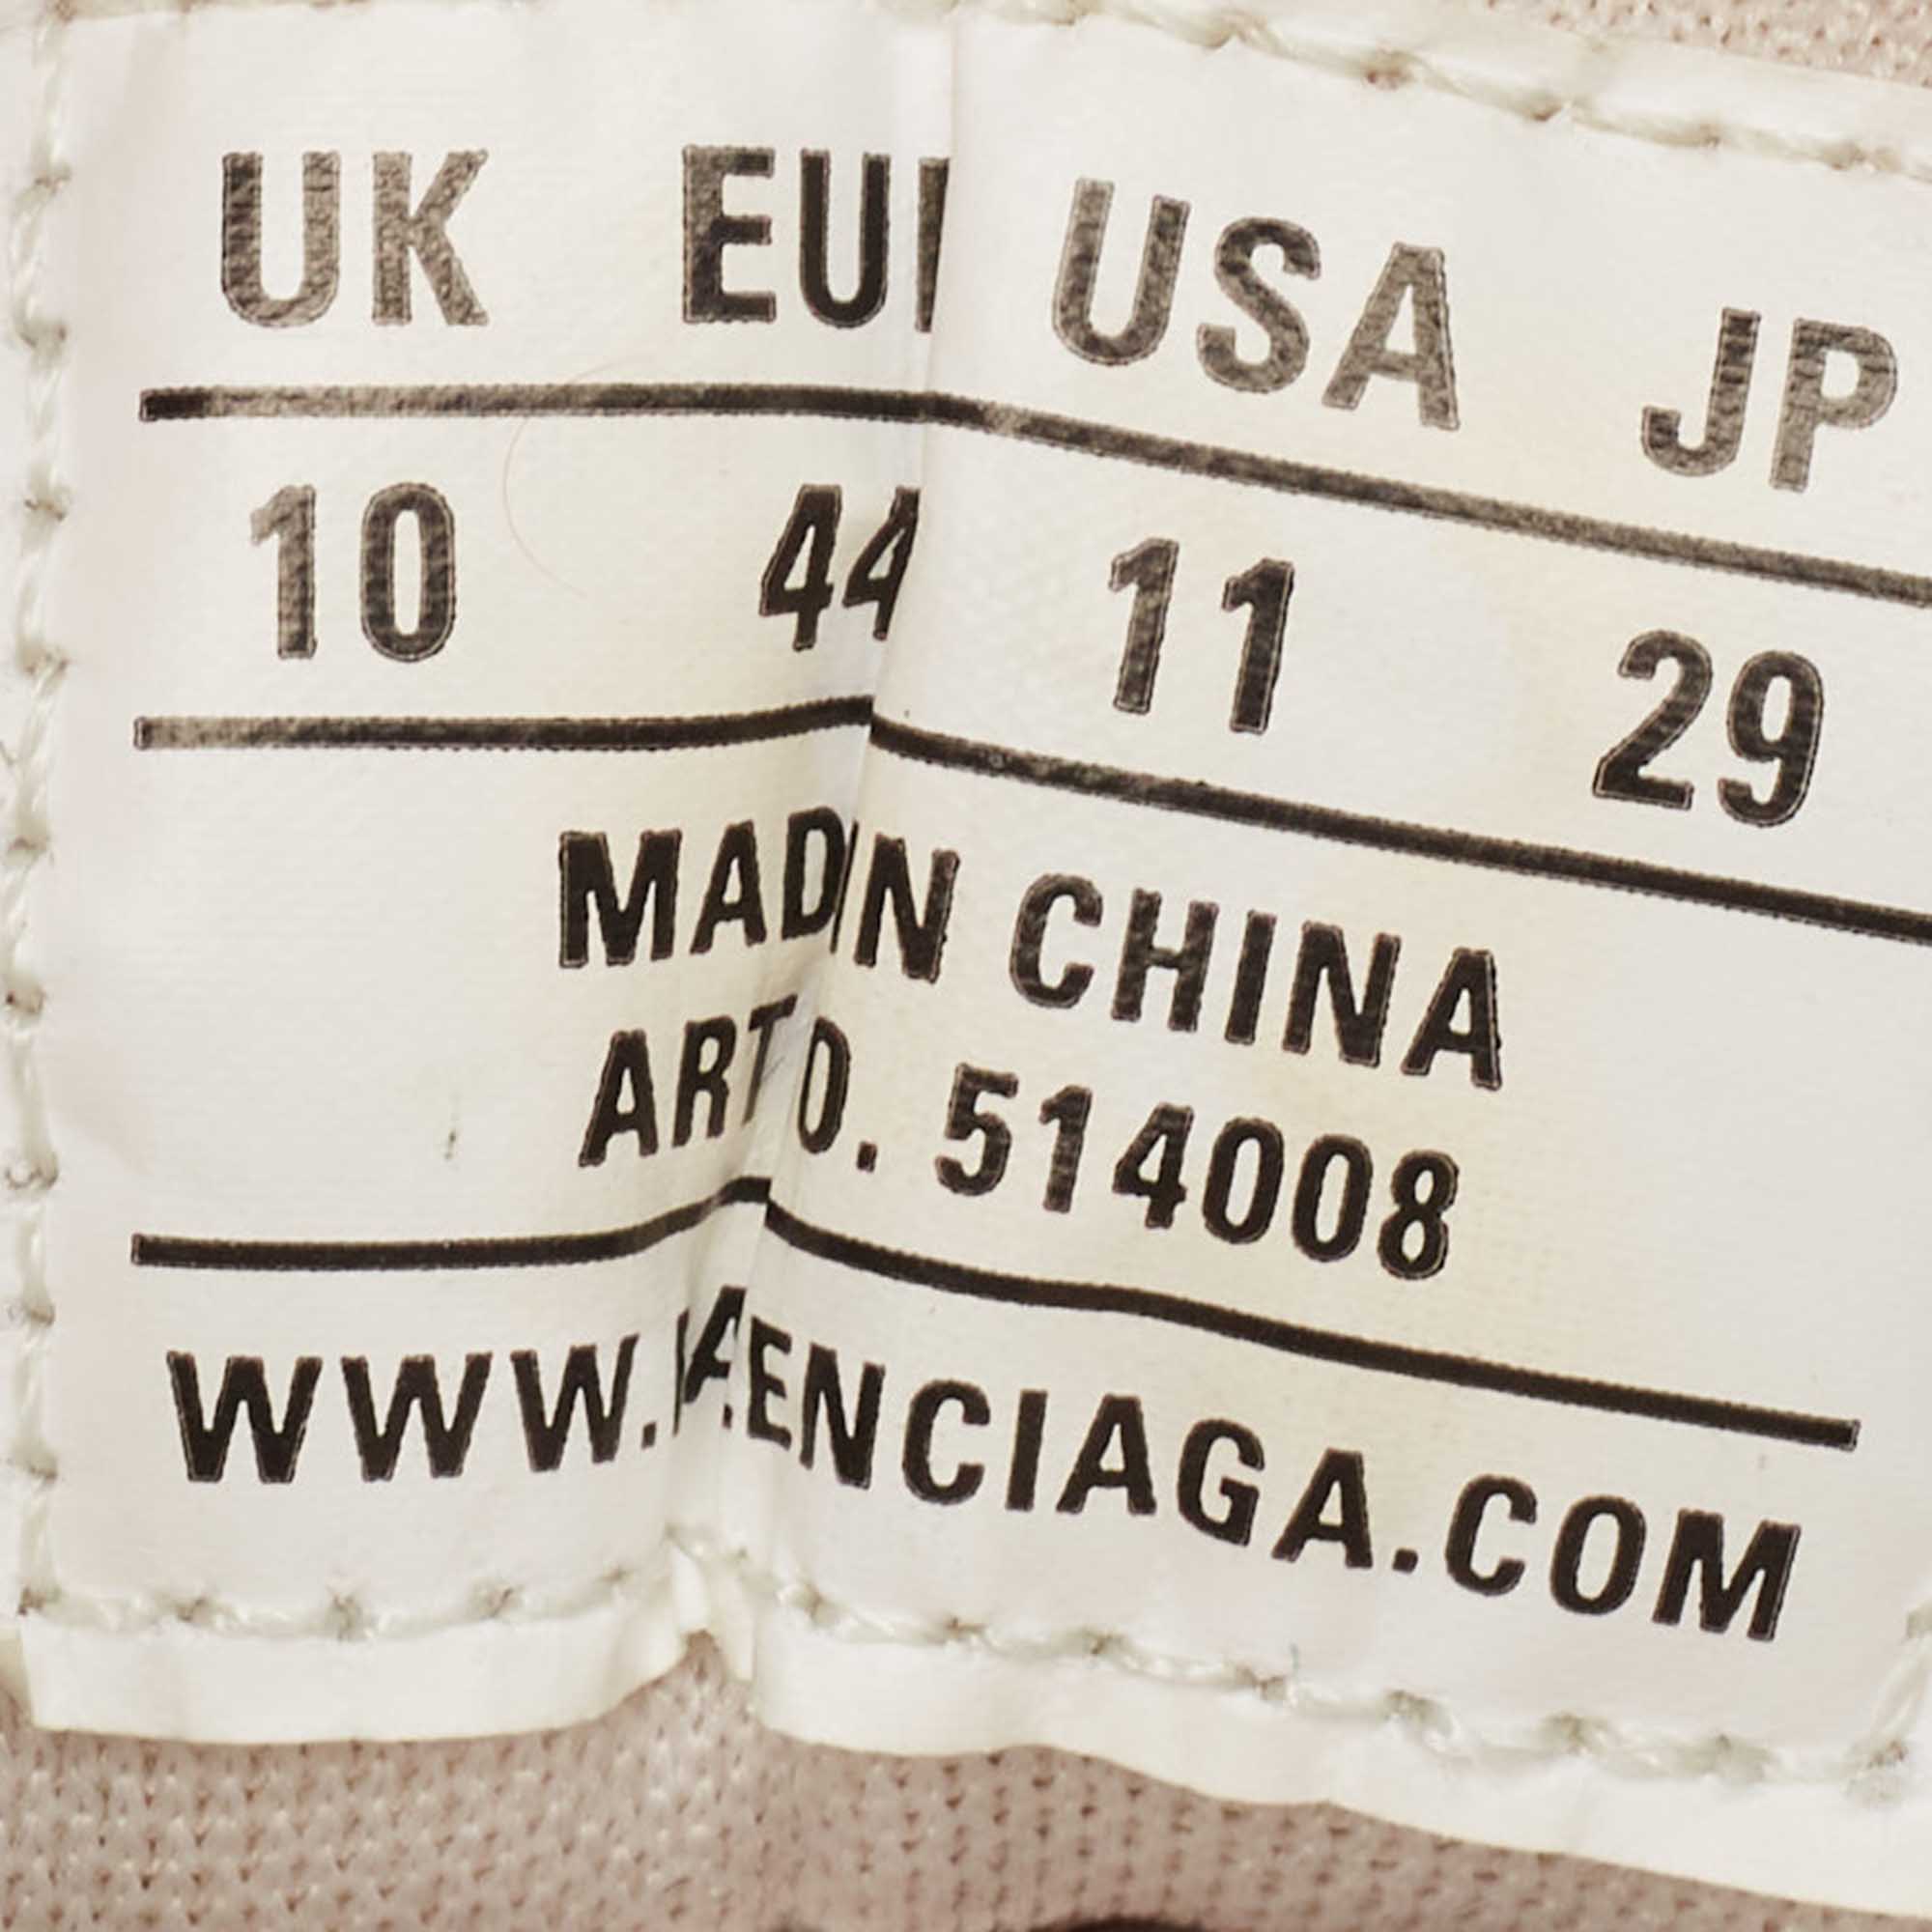 UK EU USA JP
10 44 11 29
MAD N CHINA
ART O. 514008
WWW. ENCIAGA.COM